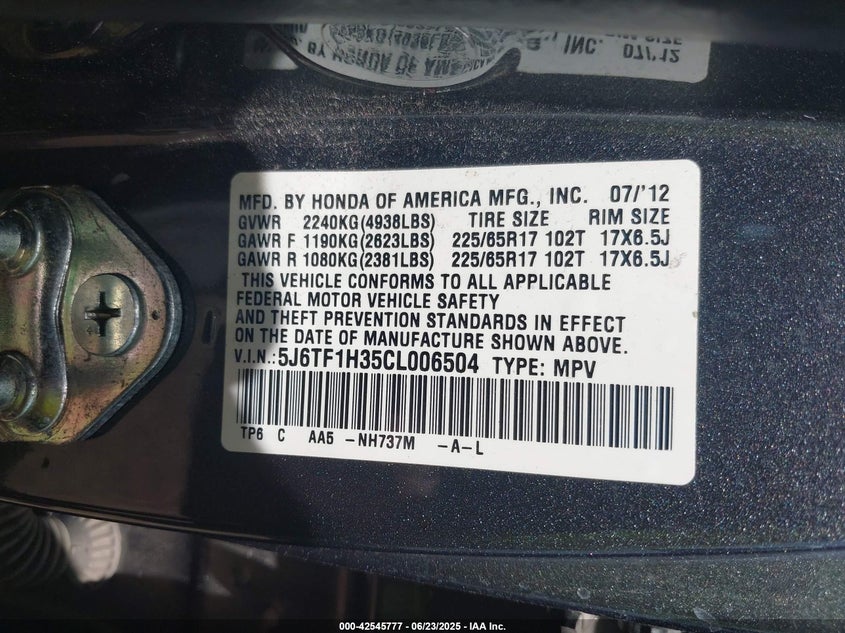 INC. 07/'12
MFD. BY HONDA OF AMERICA MFG., INC. 07/'12
GVWR 2240KG(4938LBS) TIRE SIZE RIM SIZE
GAWR F 1190KG(2623LBS) 225/65R17 102T 17X6.5J
GAWR R 1080KG(2381LBS) 225/65R17 102T 17X6.5J
THIS VEHICLE CONFORMS TO ALL APPLICABLE
FEDERAL MOTOR VEHICLE SAFETY
AND THEFT PREVENTION STANDARDS IN EFFECT
ON THE DATE OF MANUFACTURE SHOWN ABOVE.
V.I.N.:5J6TF1H35CL006504 TYPE: MPV
TP6 C AA5 -NH737M -A-L
000-42545777 - 06/23/2025 - IAA Inc.